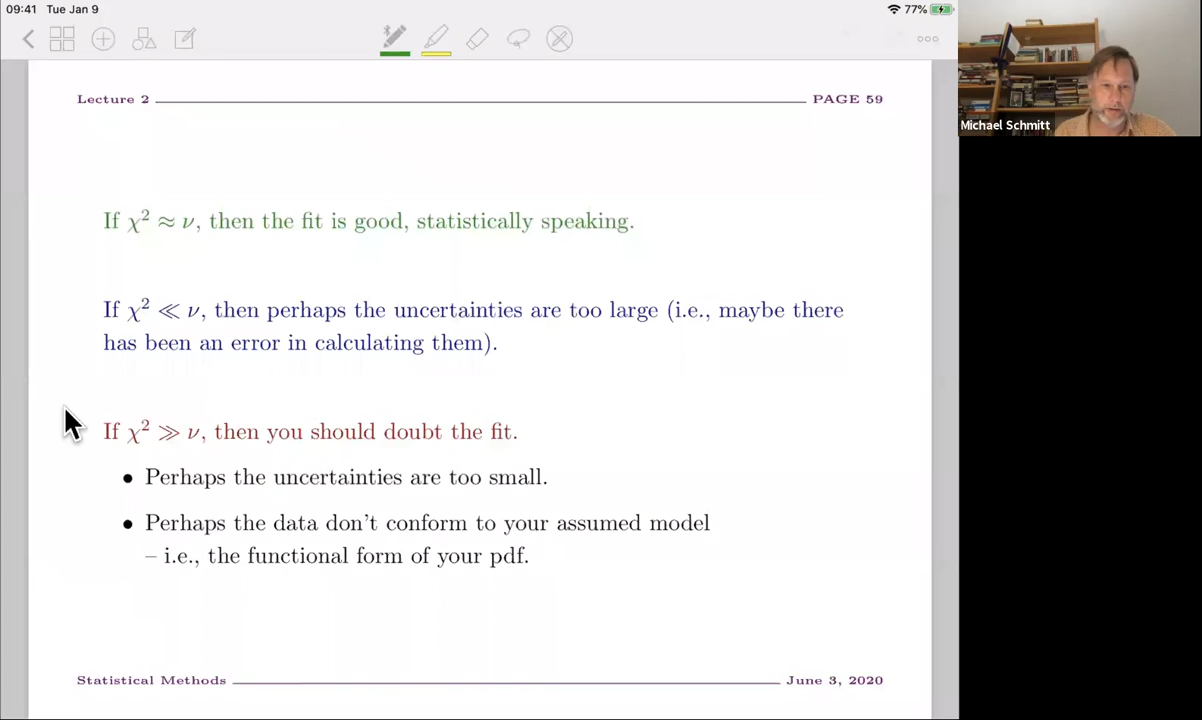 09:41 Tue Jan 9
77%
Lecture 2 PAGE 59
Michael Schmitt
If χ² ≈ ν, then the fit is good, statistically speaking.
If χ² ≪ ν, then perhaps the uncertainties are too large (i.e., maybe there
has been an error in calculating them).
If χ² ≫ ν, then you should doubt the fit.
• Perhaps the uncertainties are too small.
• Perhaps the data don't conform to your assumed model
– i.e., the functional form of your pdf.
Statistical Methods June 3, 2020